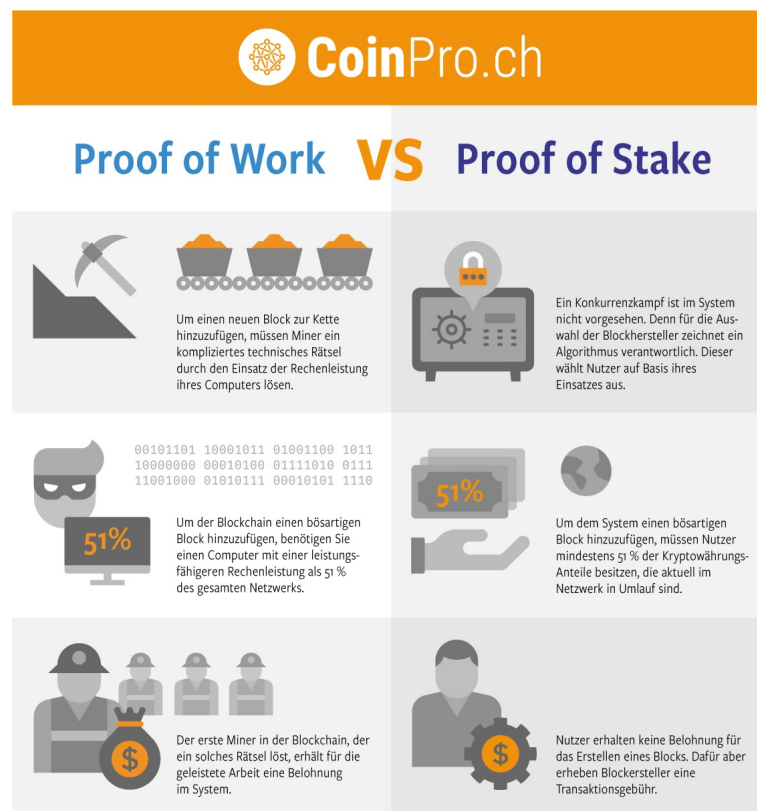 CoinPro.ch
Proof of Work VS Proof of Stake
Um einen neuen Block zur Kette
hinzuzufügen, müssen Miner ein
kompliziertes technisches Rätsel
durch den Einsatz der Rechenleistung
ihres Computers lösen.
***
Ein Konkurrenzkampf ist im System
nicht vorgesehen. Denn für die Aus-
wahl der Blockhersteller zeichnet ein
Algorithmus verantwortlich. Dieser
wählt Nutzer auf Basis ihres
Einsatzes aus.
00101101 10001011 01001100 1011
10000000 00010100 01111010 0111
11001000 01010111 00010101 1110
51%
Um der Blockchain einen bösartigen
Block hinzuzufügen, benötigen Sie
einen Computer mit einer leistungs-
fähigeren Rechenleistung als 51 %
des gesamten Netzwerks.
51%
Um dem System einen bösartigen
Block hinzuzufügen, müssen Nutzer
mindestens 51 % der Kryptowährungs-
Anteile besitzen, die aktuell im
Netzwerk in Umlauf sind.
$
Der erste Miner in der Blockchain, der
ein solches Rätsel löst, erhält für die
geleistete Arbeit eine Belohnung
im System.
$
Nutzer erhalten keine Belohnung für
das Erstellen eines Blocks. Dafür aber
erheben Blockersteller eine
Transaktionsgebühr.